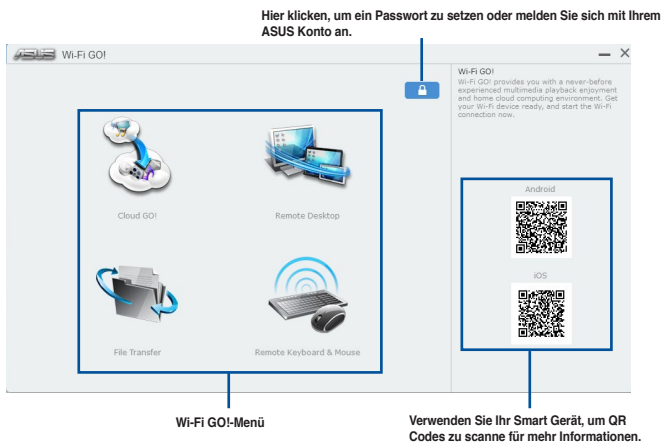 Hier klicken, um ein Passwort zu setzen oder melden Sie sich mit Ihrem
ASUS Konto an.
ASUS Wi-Fi GO!
Wi-Fi GO!
Wi-Fi GO! provides you with a never-before
experienced multimedia playback enjoyment
and home cloud computing environment. Get
your Wi-Fi device ready, and start the Wi-Fi
connection now.
Cloud GO!
Remote Desktop
File Transfer
Remote Keyboard & Mouse
Android
iOS
Wi-Fi GO!-Menü
Verwenden Sie Ihr Smart Gerät, um QR
Codes zu scanne für mehr Informationen.